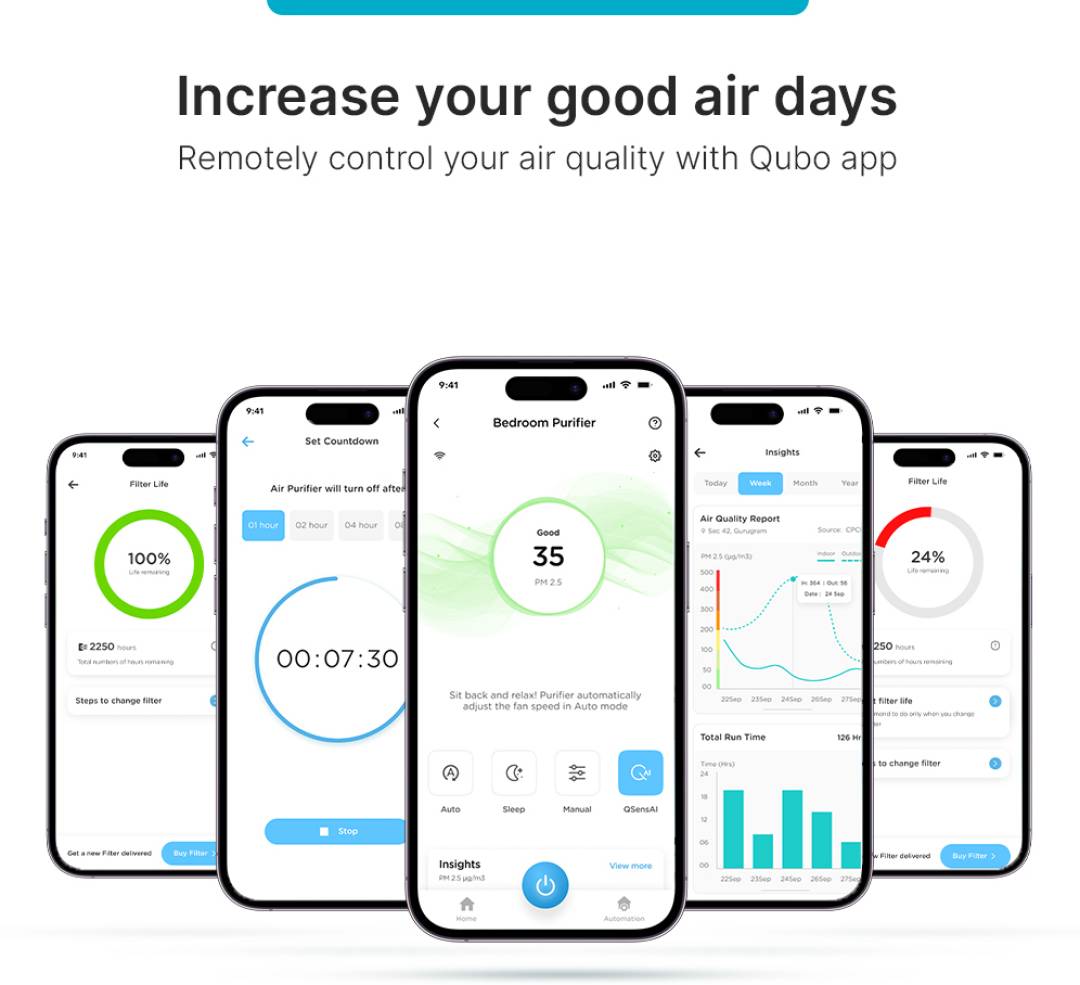 Increase your good air days
Remotely control your air quality with Qubo app
9:41
Filter Life
100%
Life remaining
2250 hours
Total numbers of hours remaining
Steps to change filter
Get a new Filter delivered
Buy Filter >
9:41
Set Countdown
Air Purifier will turn off after
01 hour
02 hour
04 hour
00:07:30
Stop
9:41
Bedroom Purifier
Good
35
PM 2.5
Sit back and relax! Purifier automatically
adjust the fan speed in Auto mode
Auto
Sleep
Manual
QSensAI
Insights
View more
PM 2.5 µg/m3
Home
Automation
Insights
Today
Week
Month
Year
Air Quality Report
Sec 42, Gurugram
Source: CPC
PM 2.5 (µg/m3)
Indoor
Outdo
500
400
300
200
100
50
00
In: 364 | Out: 56
Date : 24 Sep
22Sep
23Sep
24Sep
26Sep
27Sep
Total Run Time
126 Hr
Time (Hrs)
24
18
12
06
00
22Sep
23Sep
24Sep
26Sep
27Sep
Filter Life
24%
Life remaining
250 hours
umbers of hours remaining
t filter life
mend to do only when you change
s to change filter
w Filter delivered
Buy Filter >